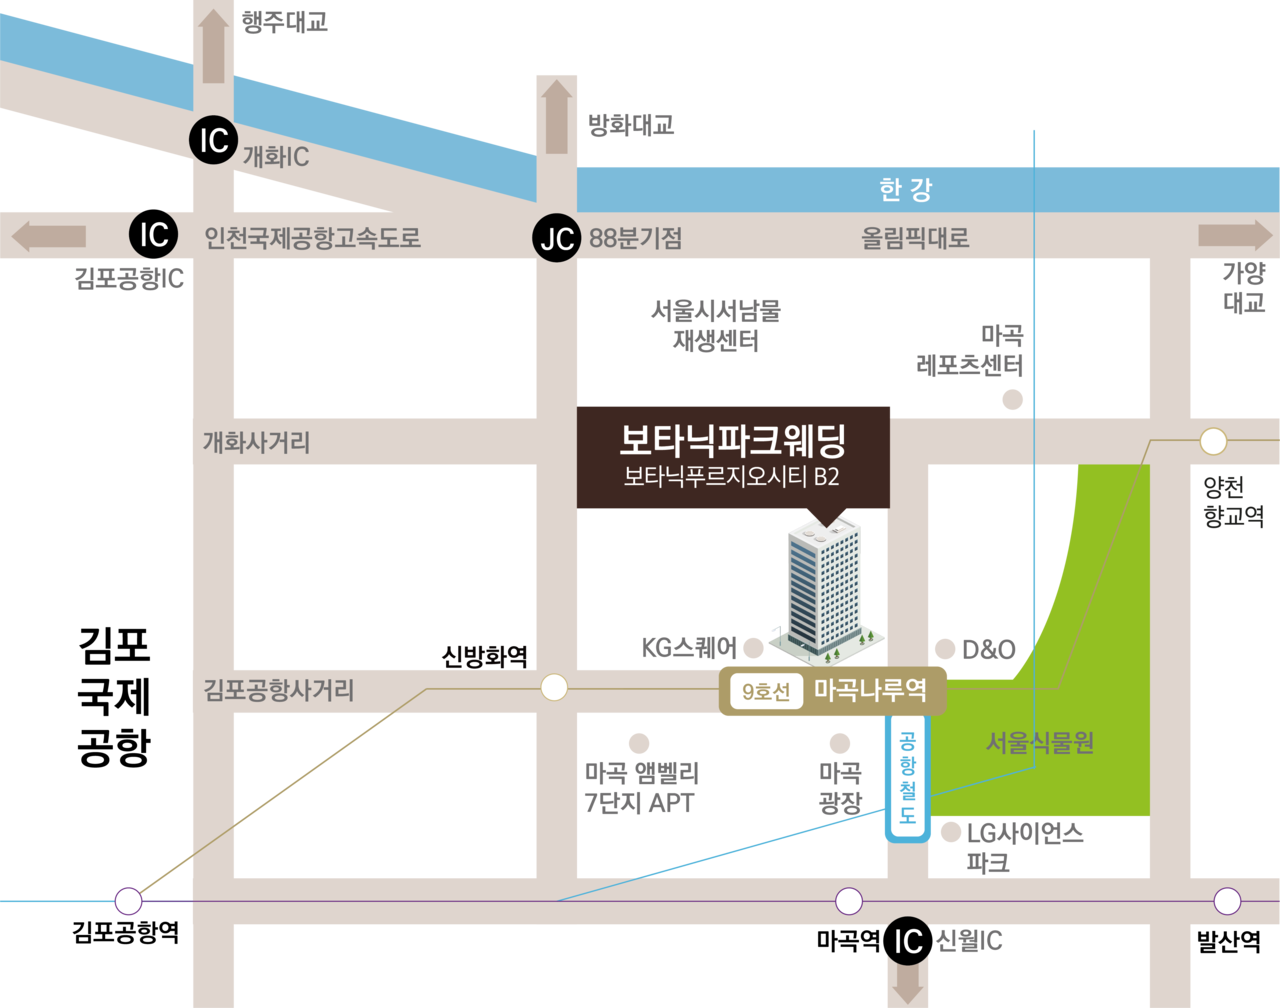 행주대교
IC
개화IC
방화대교
한 강
IC
인천국제공항고속도로
JC
88분기점
올림픽대로
김포공항IC
가양
대교
서울시서남물
재생센터
마곡
레포츠센터
개화사거리
보타닉파크웨딩
보타닉푸르지오시티 B2
양천
향교역
김포
국제
공항
신방화역
KG스퀘어
D&O
김포공항사거리
9호선
마곡나루역
공항철도
서울식물원
마곡 앰벨리
7단지 APT
마곡
광장
LG사이언스
파크
김포공항역
마곡역
IC
신월IC
발산역